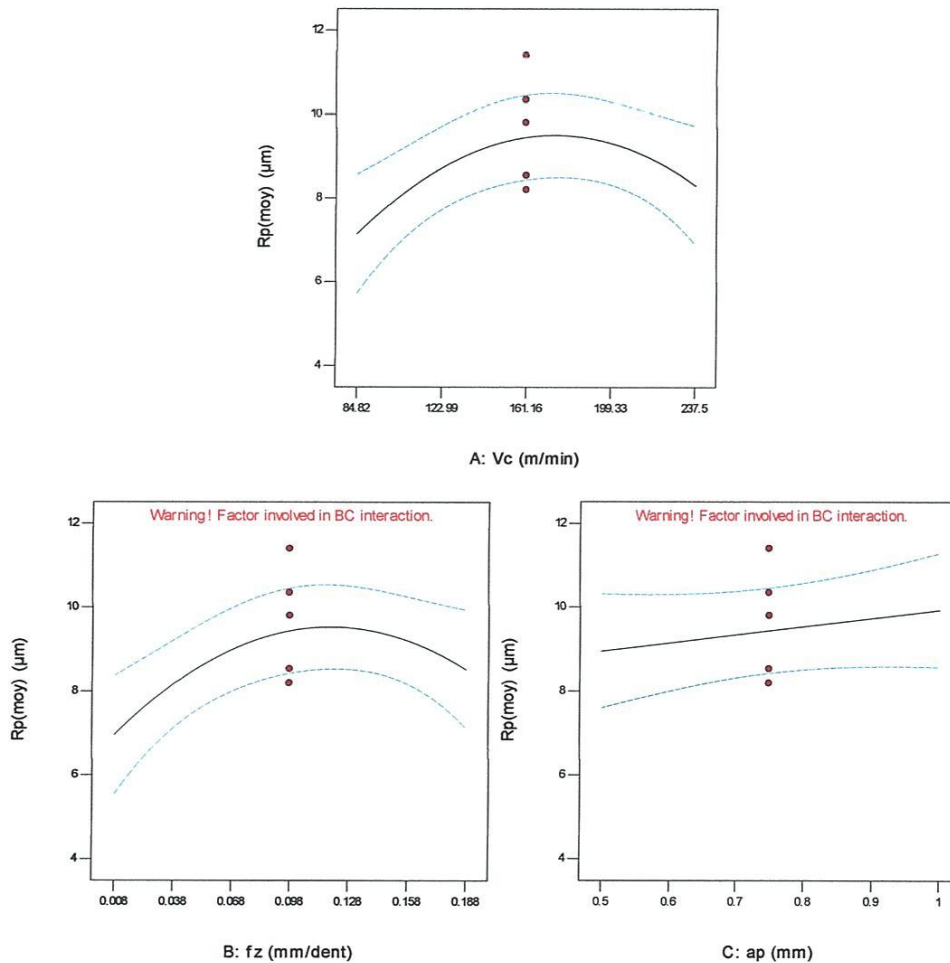 12
10
8
6
4
Rp(moy) (µm)
84.82 122.99 161.16 199.33 237.5
A: Vc (m/min)
Warning! Factor involved in BC interaction.
12
10
8
6
4
Rp(moy) (µm)
0.008 0.038 0.068 0.098 0.128 0.158 0.188
B: fz (mm/dent)
Warning! Factor involved in BC interaction.
12
10
8
6
4
Rp(moy) (µm)
0.5 0.6 0.7 0.8 0.9 1
C: ap (mm)